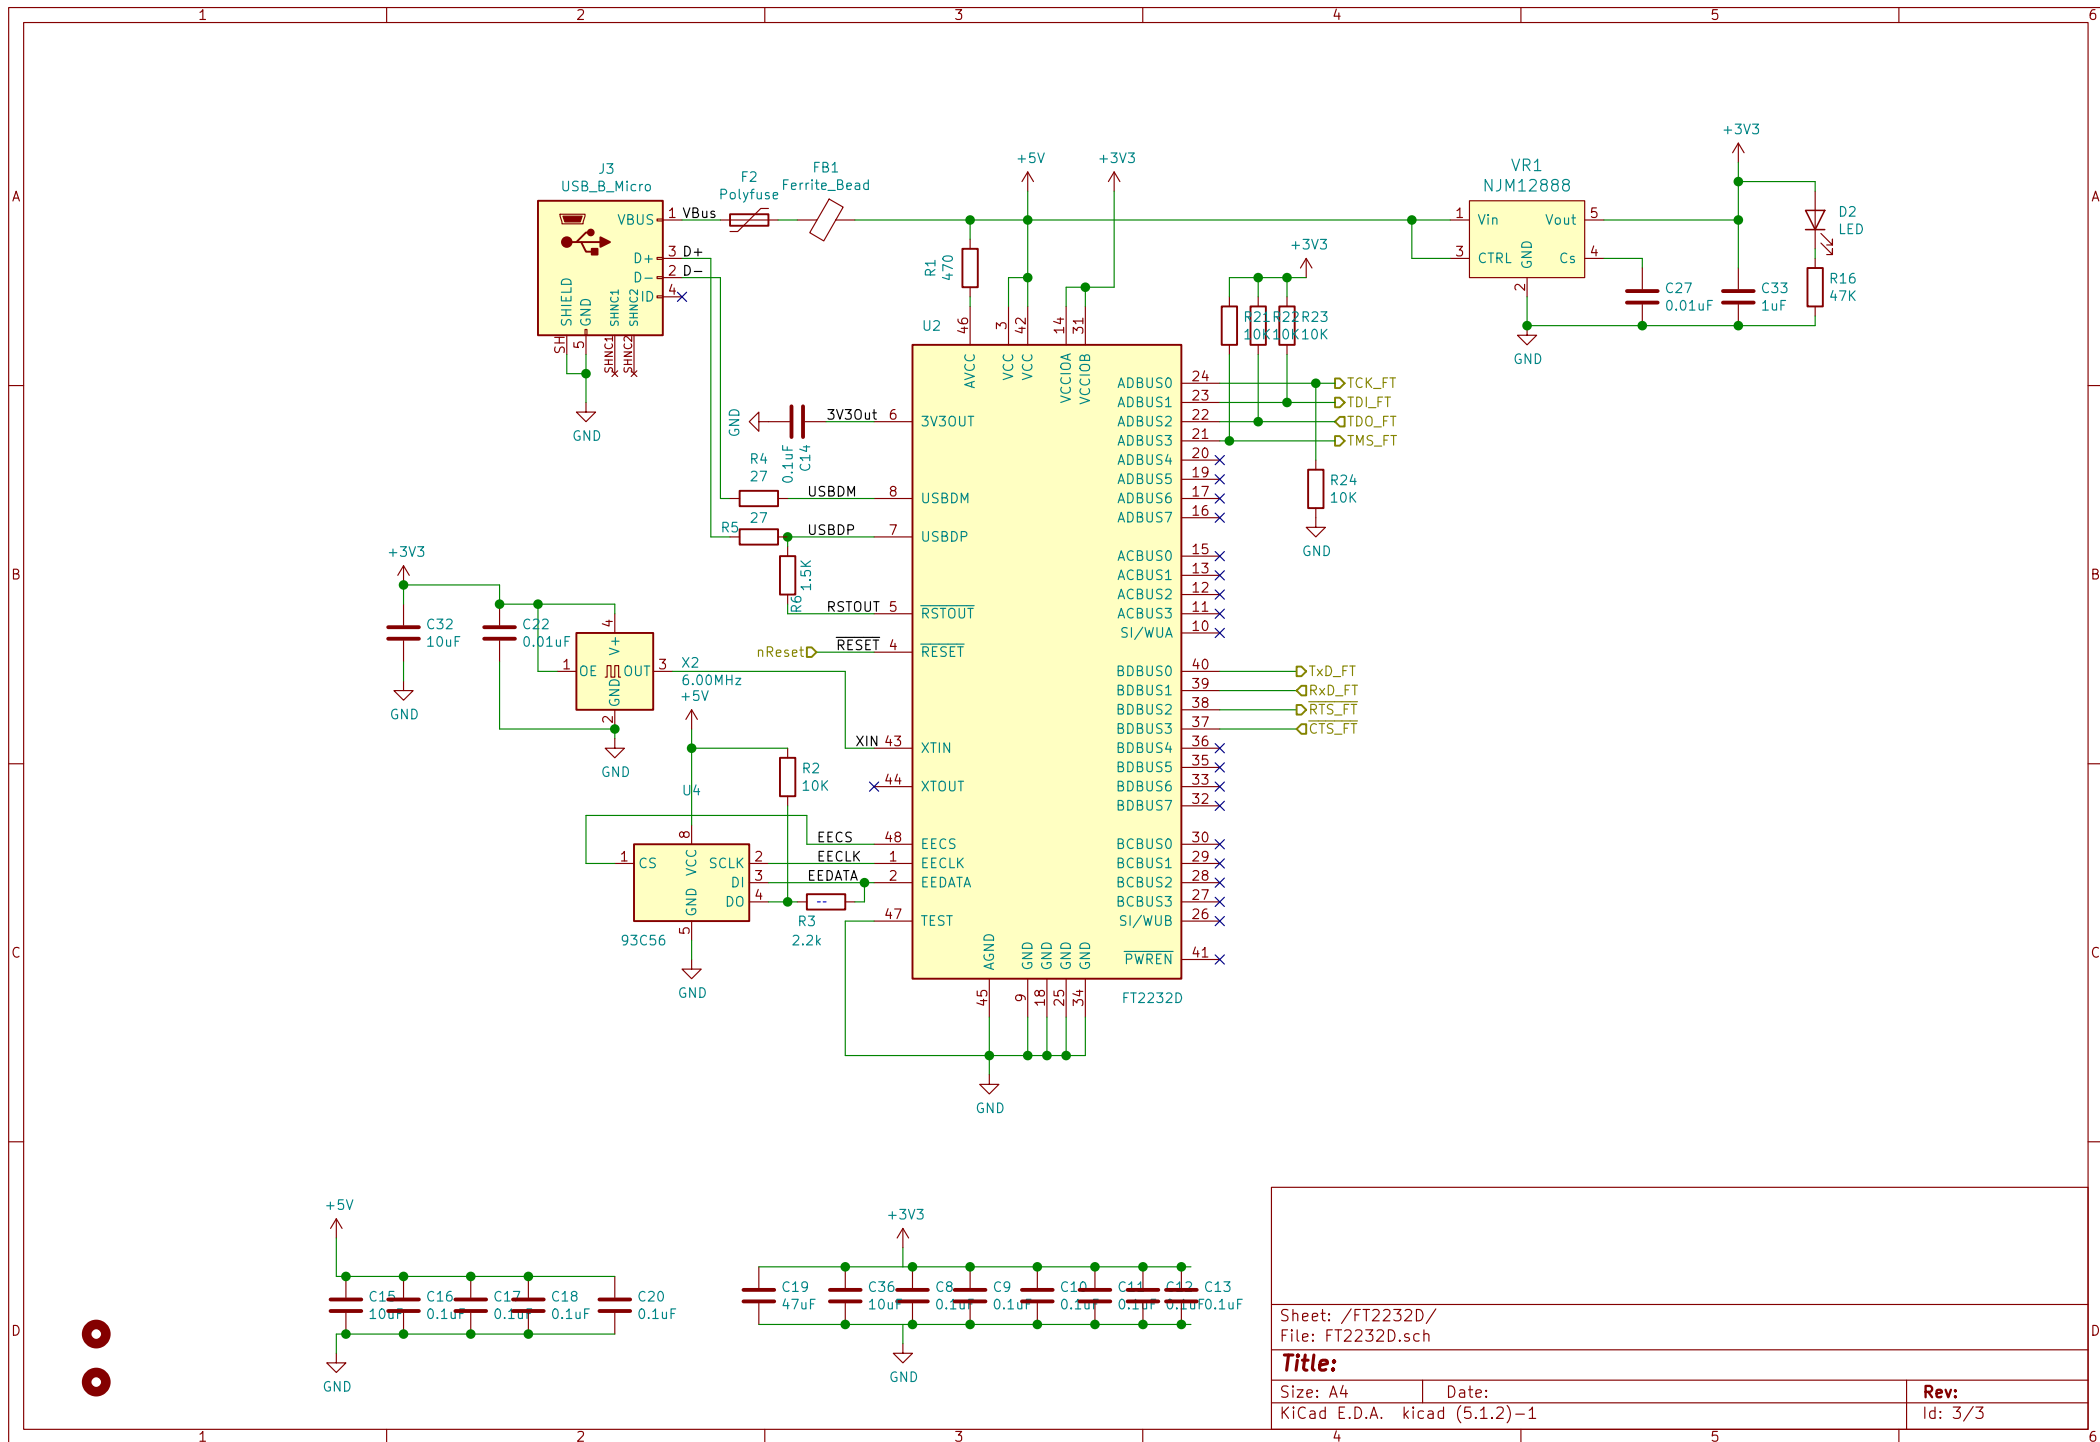 1 2 3 4 5 6
A A
B B
C C
D D
J3
USB_B_Micro
VBUS 1 VBus
D+ 3 D+
D- 2 D-
ID 4
SHIELD
GND
SHNC1
SHNC2
SH
5
SHNC1
SHNC2
GND
F2
Polyfuse
FB1
Ferrite_Bead
+5V
+3V3
R1
470
U2
46
3
42
14
31
AVCC
VCC
VCC
VCCIOA
VCCIOB
+3V3
R21
10K
R22
10K
R23
10K
VR1
NJM12888
1 Vin
3 CTRL
GND
2
Vout 5
Cs 4
GND
+3V3
D2
LED
R16
47K
C27
0.01uF
C33
1uF
GND
0.1uF
C14
3V3Out 6 3V3OUT
R4
27
USBDM 8 USBDM
R5
27
USBDP 7 USBDP
R6
1.5K
RSTOUT 5 RSTOUT
nReset RESET 4 RESET
XIN 43 XTIN
44 XTOUT
EECS 48 EECS
EECLK 1 EECLK
EEDATA 2 EEDATA
47 TEST
ADBUS0 24 TCK_FT
ADBUS1 23 TDI_FT
ADBUS2 22 TDO_FT
ADBUS3 21 TMS_FT
ADBUS4 20
ADBUS5 19
ADBUS6 17
ADBUS7 16
R24
10K
GND
ACBUS0 15
ACBUS1 13
ACBUS2 12
ACBUS3 11
SI/WUA 10
BDBUS0 40 TxD_FT
BDBUS1 39 RxD_FT
BDBUS2 38 RTS_FT
BDBUS3 37 CTS_FT
BDBUS4 36
BDBUS5 35
BDBUS6 33
BDBUS7 32
BCBUS0 30
BCBUS1 29
BCBUS2 28
BCBUS3 27
SI/WUB 26
PWREN 41
AGND
GND
GND
GND
GND
45
9
18
25
34
FT2232D
GND
+3V3
C32
10uF
GND
C22
0.01uF
4
V+
1 OE
OUT 3
GND
2
GND
X2
6.00MHz
+5V
R2
10K
U4
8
VCC
1 CS
SCLK 2
DI 3
DO 4
GND
5
93C56
GND
--
R3
2.2k
+5V
C15
10uF
C16
0.1uF
C17
0.1uF
C18
0.1uF
C20
0.1uF
GND
+3V3
C19
47uF
C36
10uF
C8
0.1uF
C9
0.1uF
C10
0.1uF
C11
0.1uF
C12
0.1uF
C13
0.1uF
GND
Sheet: /FT2232D/
File: FT2232D.sch
Title:
Size: A4 Date: Rev:
KiCad E.D.A. kicad (5.1.2)-1 Id: 3/3
1 2 3 4 5 6